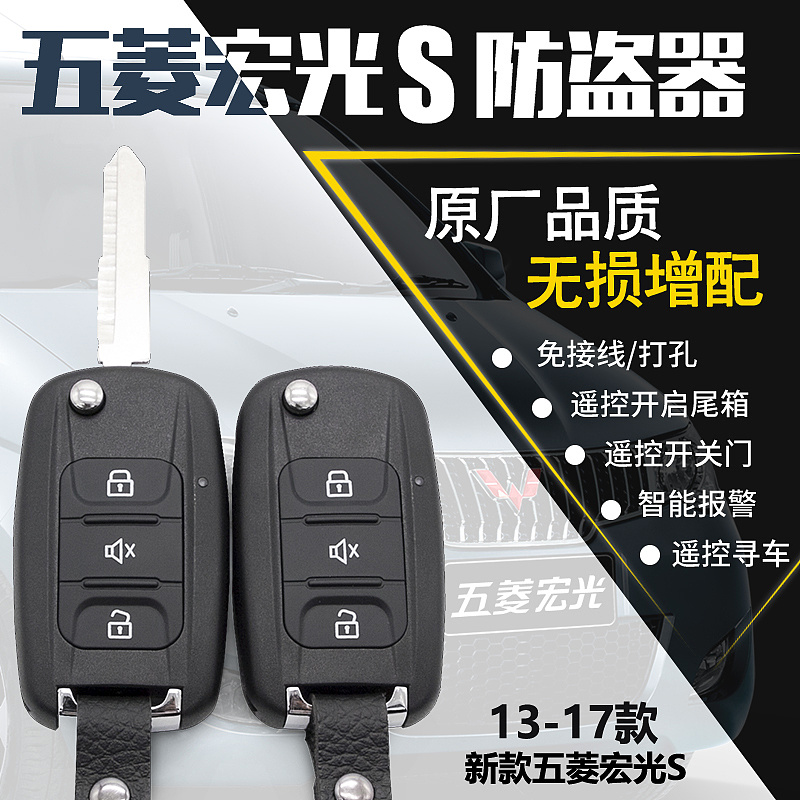 五菱宏光S防盗器
原厂品质
无损增配
免接线/打孔
遥控开启尾箱
遥控开关门
智能报警
遥控寻车
五菱宏光
13-17款
新款五菱宏光S